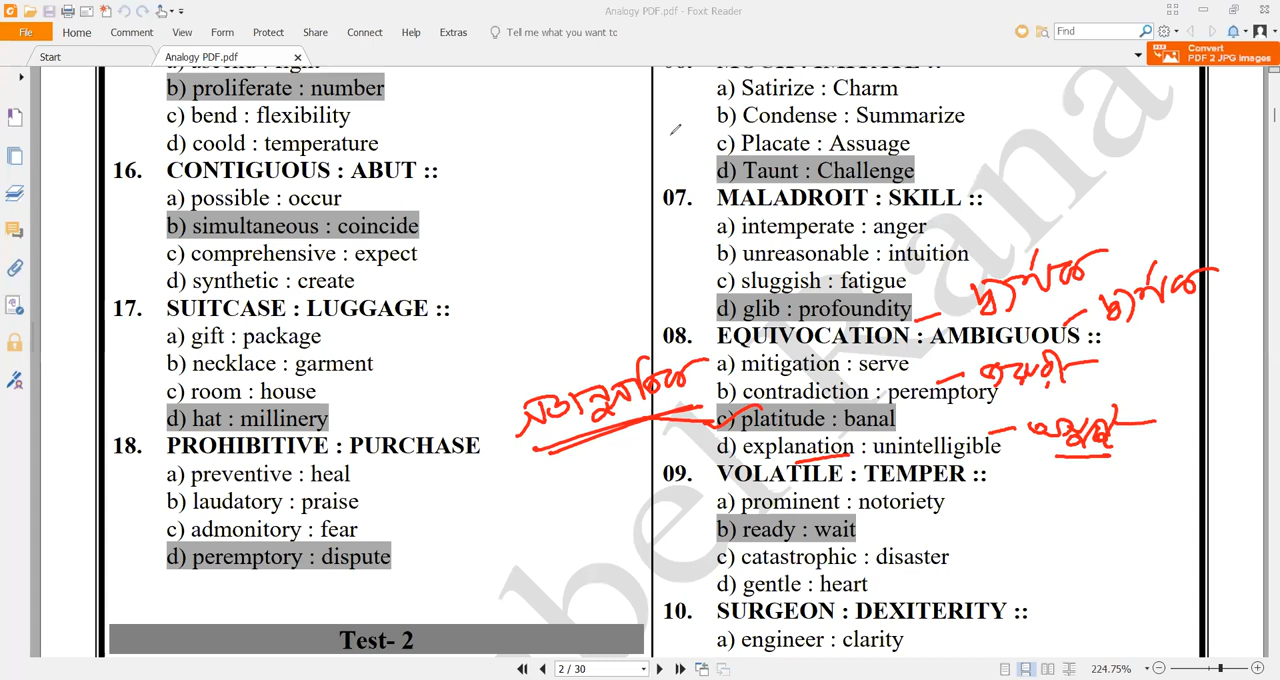 Analogy PDF.pdf - Foxit Reader
File Home Comment View Form Protect Share Connect Help Extras Tell me what you want tc Find
Start Analogy PDF.pdf Convert
PDF 2 JPG Images
b) proliferate : number
c) bend : flexibility
d) coold : temperature
16. CONTIGUOUS : ABUT ::
a) possible : occur
b) simultaneous : coincide
c) comprehensive : expect
d) synthetic : create
17. SUITCASE : LUGGAGE ::
a) gift : package
b) necklace : garment
c) room : house
d) hat : millinery
18. PROHIBITIVE : PURCHASE
a) preventive : heal
b) laudatory : praise
c) admonitory : fear
d) peremptory : dispute
Test- 2
a) Satirize : Charm
b) Condense : Summarize
c) Placate : Assuage
d) Taunt : Challenge
07. MALADROIT : SKILL ::
a) intemperate : anger
b) unreasonable : intuition
c) sluggish : fatigue
d) glib : profoundity
08. EQUIVOCATION : AMBIGUOUS ::
a) mitigation : serve
b) contradiction : peremptory
c) platitude : banal
d) explanation : unintelligible
09. VOLATILE : TEMPER ::
a) prominent : notoriety
b) ready : wait
c) catastrophic : disaster
d) gentle : heart
10. SURGEON : DEXITERITY ::
a) engineer : clarity
2 / 30 224.75%